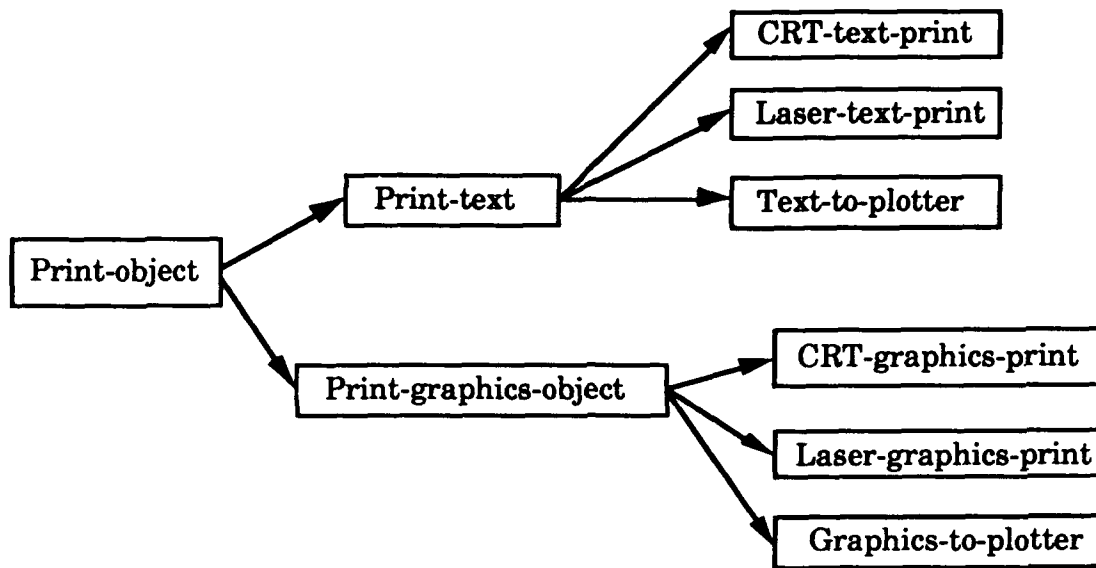 CRT-text-print
Laser-text-print
Print-text
Text-to-plotter
Print-object
CRT-graphics-print
Print-graphics-object
Laser-graphics-print
Graphics-to-plotter